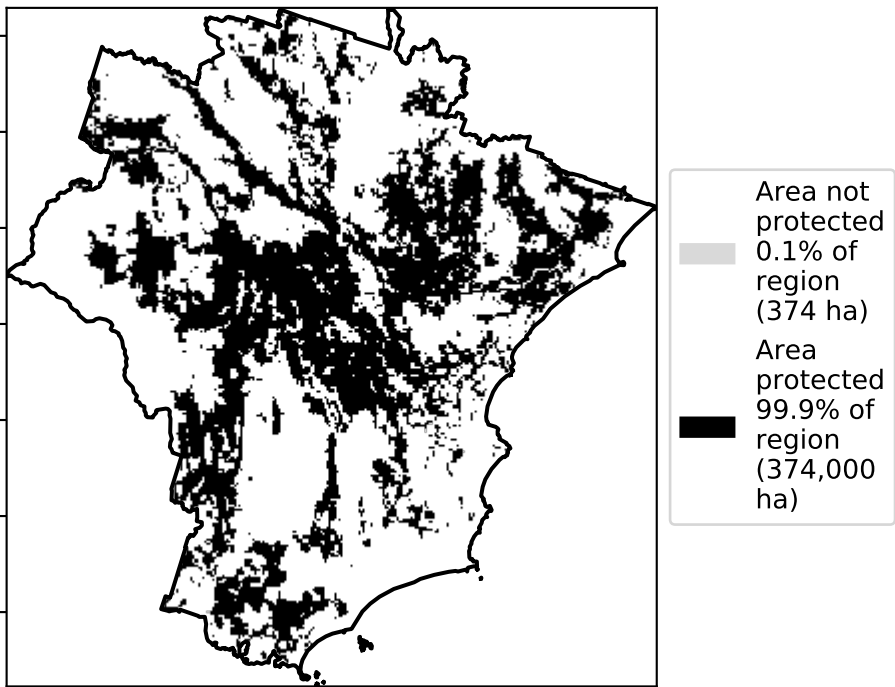 Area not
protected
0.1% of
region
(374 ha)
Area
protected
99.9% of
region
(374,000
ha)